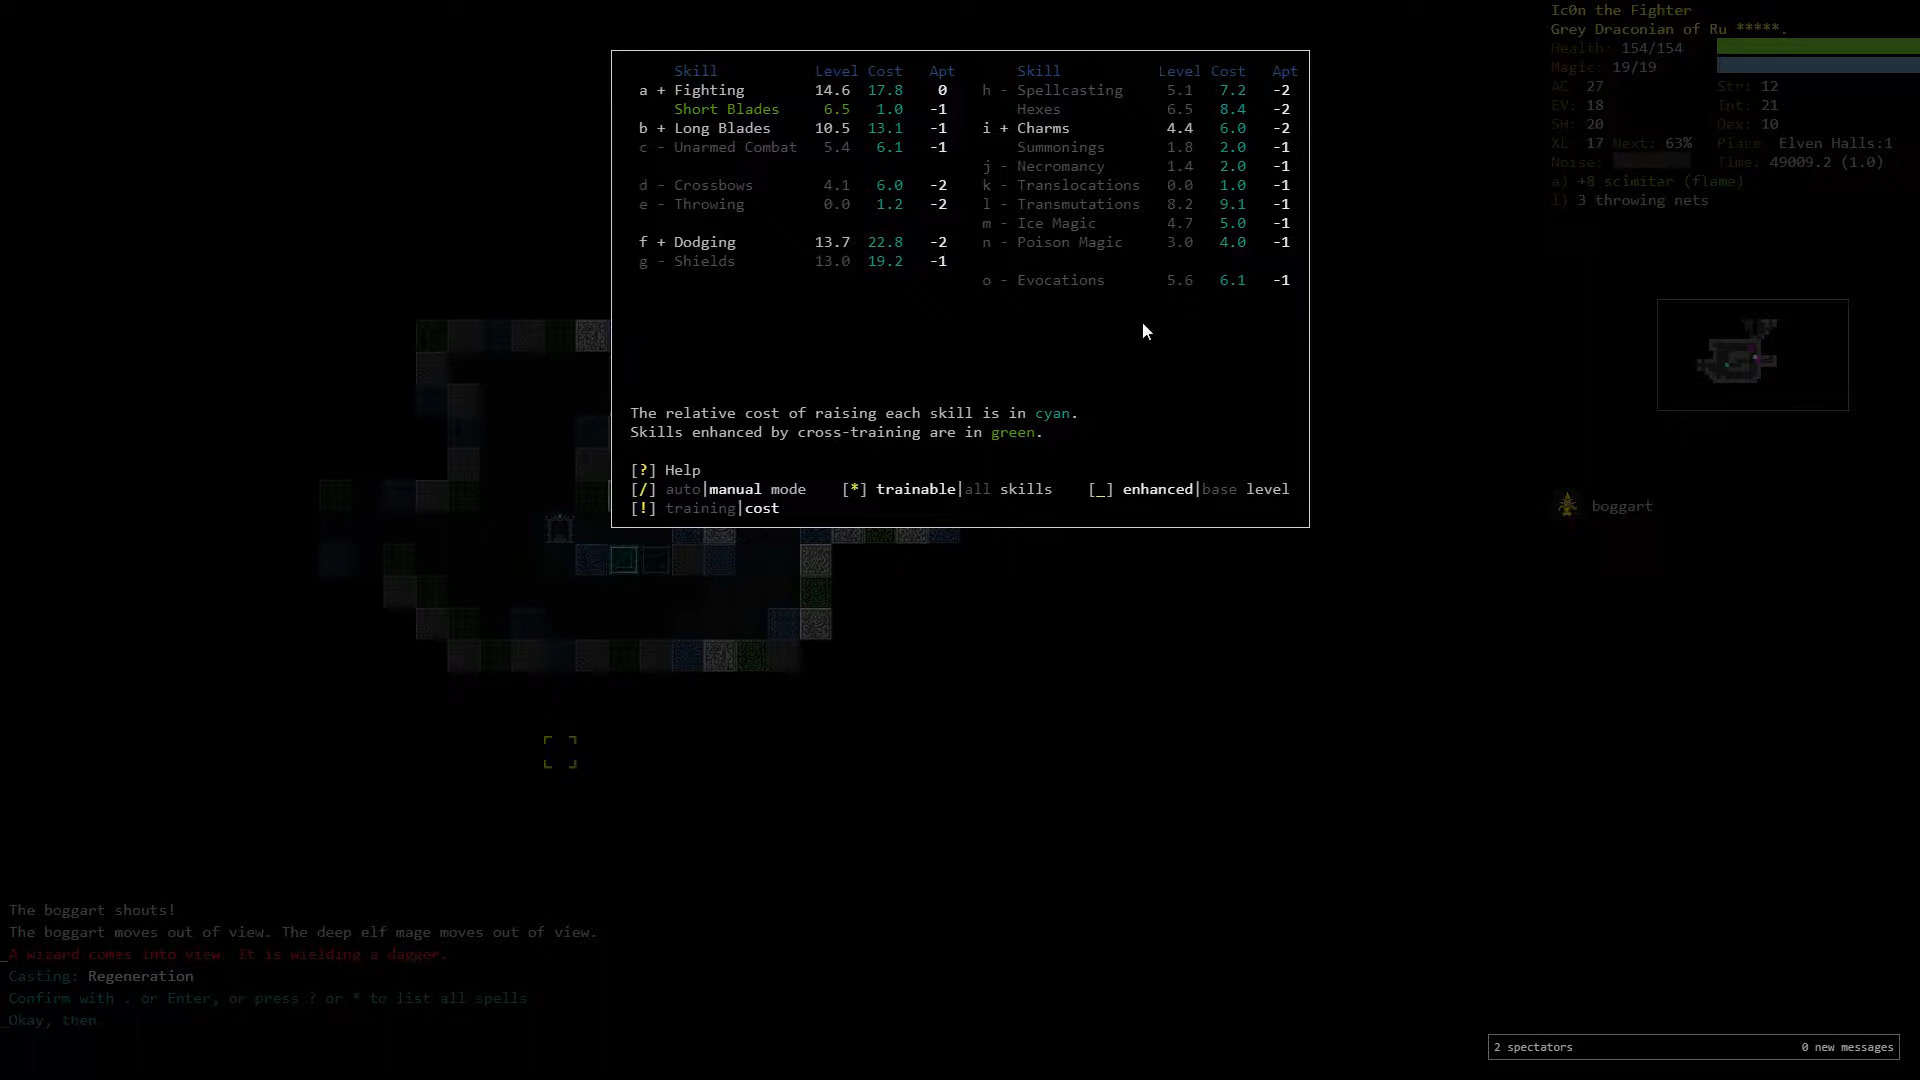 Ic0n the Fighter
Grey Draconian of Ru *****.
Health: 154/154
Magic: 19/19
AC: 27 Str: 12
EV: 18 Int: 21
SH: 20 Dex: 10
XL: 17 Next: 63% Place: Elven Halls:1
Noise: Time: 49009.2 (1.0)
a) +8 scimitar (flame)
l) 3 throwing nets
Skill Level Cost Apt Skill Level Cost Apt
a + Fighting 14.6 17.8 0 h - Spellcasting 5.1 7.2 -2
Short Blades 6.5 1.0 -1 Hexes 6.5 8.4 -2
b + Long Blades 10.5 13.1 -1 i + Charms 4.4 6.0 -2
c - Unarmed Combat 5.4 6.1 -1 Summonings 1.8 2.0 -1
j - Necromancy 1.4 2.0 -1
d - Crossbows 4.1 6.0 -2 k - Translocations 0.0 1.0 -1
e - Throwing 0.0 1.2 -2 l - Transmutations 8.2 9.1 -1
m - Ice Magic 4.7 5.0 -1
f + Dodging 13.7 22.8 -2 n - Poison Magic 3.0 4.0 -1
g - Shields 13.0 19.2 -1
o - Evocations 5.6 6.1 -1
The relative cost of raising each skill is in cyan.
Skills enhanced by cross-training are in green.
[?] Help
[/] auto|manual mode [*] trainable|all skills [_] enhanced|base level
[!] training|cost
boggart
The boggart shouts!
The boggart moves out of view. The deep elf mage moves out of view.
_A wizard comes into view. It is wielding a dagger.
Casting: Regeneration
Confirm with . or Enter, or press ? or * to list all spells
_Okay, then.
2 spectators 0 new messages